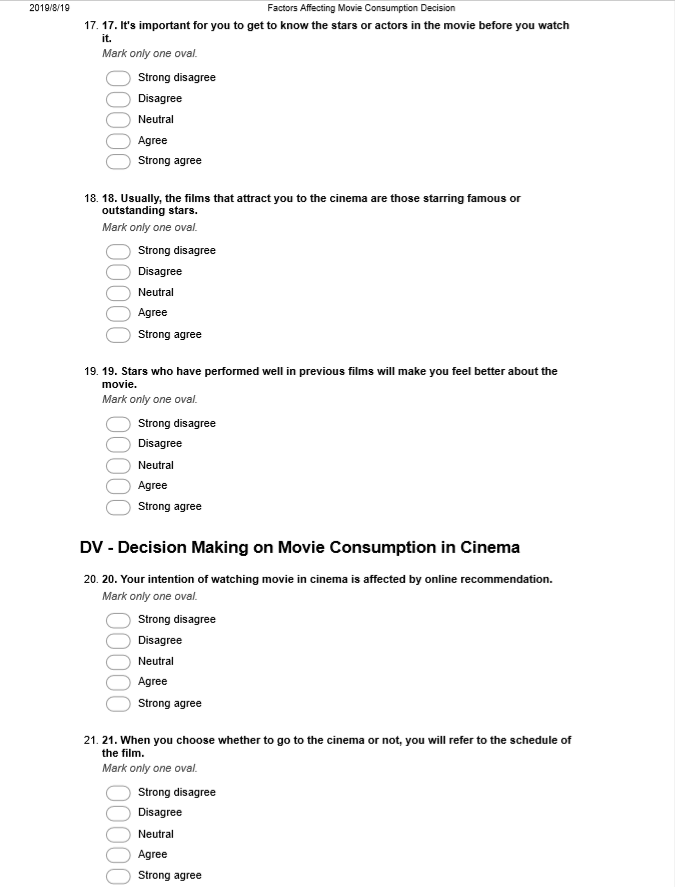 2019/8/19 Factors Affecting Movie Consumption Decision
17. 17. It's important for you to get to know the stars or actors in the movie before you watch
it.
Mark only one oval.
Strong disagree
Disagree
Neutral
Agree
Strong agree
18. 18. Usually, the films that attract you to the cinema are those starring famous or
outstanding stars.
Mark only one oval.
Strong disagree
Disagree
Neutral
Agree
Strong agree
19. 19. Stars who have performed well in previous films will make you feel better about the
movie.
Mark only one oval.
Strong disagree
Disagree
Neutral
Agree
Strong agree
DV - Decision Making on Movie Consumption in Cinema
20. 20. Your intention of watching movie in cinema is affected by online recommendation.
Mark only one oval.
Strong disagree
Disagree
Neutral
Agree
Strong agree
21. 21. When you choose whether to go to the cinema or not, you will refer to the schedule of
the film.
Mark only one oval.
Strong disagree
Disagree
Neutral
Agree
Strong agree